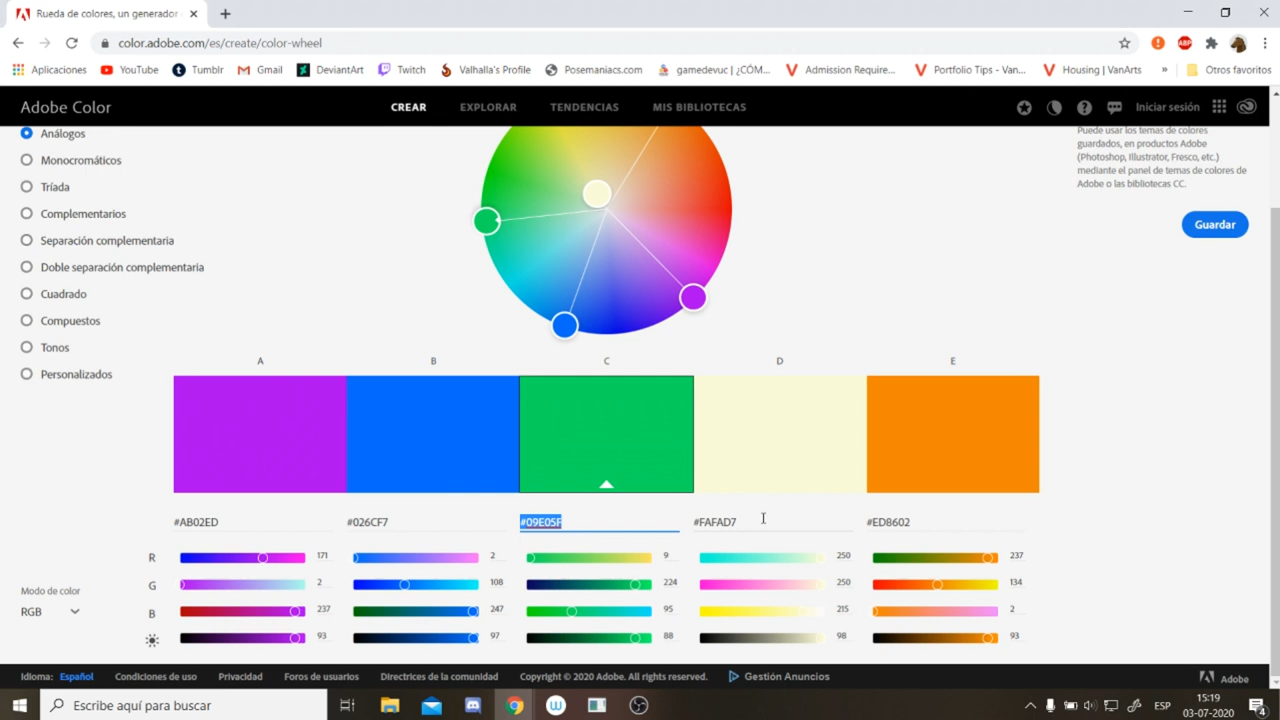 Rueda de colores, un generador
color.adobe.com/es/create/color-wheel
Aplicaciones YouTube Tumblr Gmail DeviantArt Twitch Valhalla's Profile Posemaniacs.com gamedevuc | ¿CÓM... Admission Require... Portfolio Tips - Van... Housing | VanArts » Otros favoritos
Adobe Color CREAR EXPLORAR TENDENCIAS MIS BIBLIOTECAS Iniciar sesión
Análogos
Monocromáticos
Tríada
Complementarios
Separación complementaria
Doble separación complementaria
Cuadrado
Compuestos
Tonos
Personalizados
Puede usar los temas de colores
guardados, en productos Adobe
(Photoshop, Illustrator, Fresco, etc.)
mediante el panel de temas de colores de
Adobe o las bibliotecas CC.
Guardar
A B C D E
#AB02ED #026CF7 #09E05F #FAFAD7 #ED8602
R 171 2 9 250 237
G 2 108 224 250 134
B 237 247 95 215 2
93 97 88 98 93
Modo de color
RGB
Idioma: Español Condiciones de uso Privacidad Foros de usuarios Directrices de la comunidad Copyright © 2020 Adobe. All rights reserved. Gestión Anuncios Adobe
Escribe aquí para buscar
ESP
15:19
03-07-2020
4